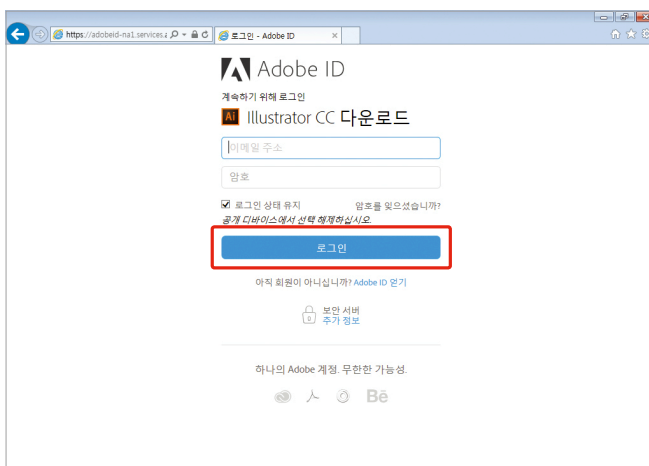 https://adobeid-na1.services.a
로그인 - Adobe ID
Adobe ID
계속하기 위해 로그인
Ai Illustrator CC 다운로드
이메일 주소
암호
로그인 상태 유지 암호를 잊으셨습니까?
공개 디바이스에서 선택 해제하십시오.
로그인
아직 회원이 아니십니까? Adobe ID 얻기
보안 서버
추가 정보
하나의 Adobe 계정. 무한한 가능성.
Bē